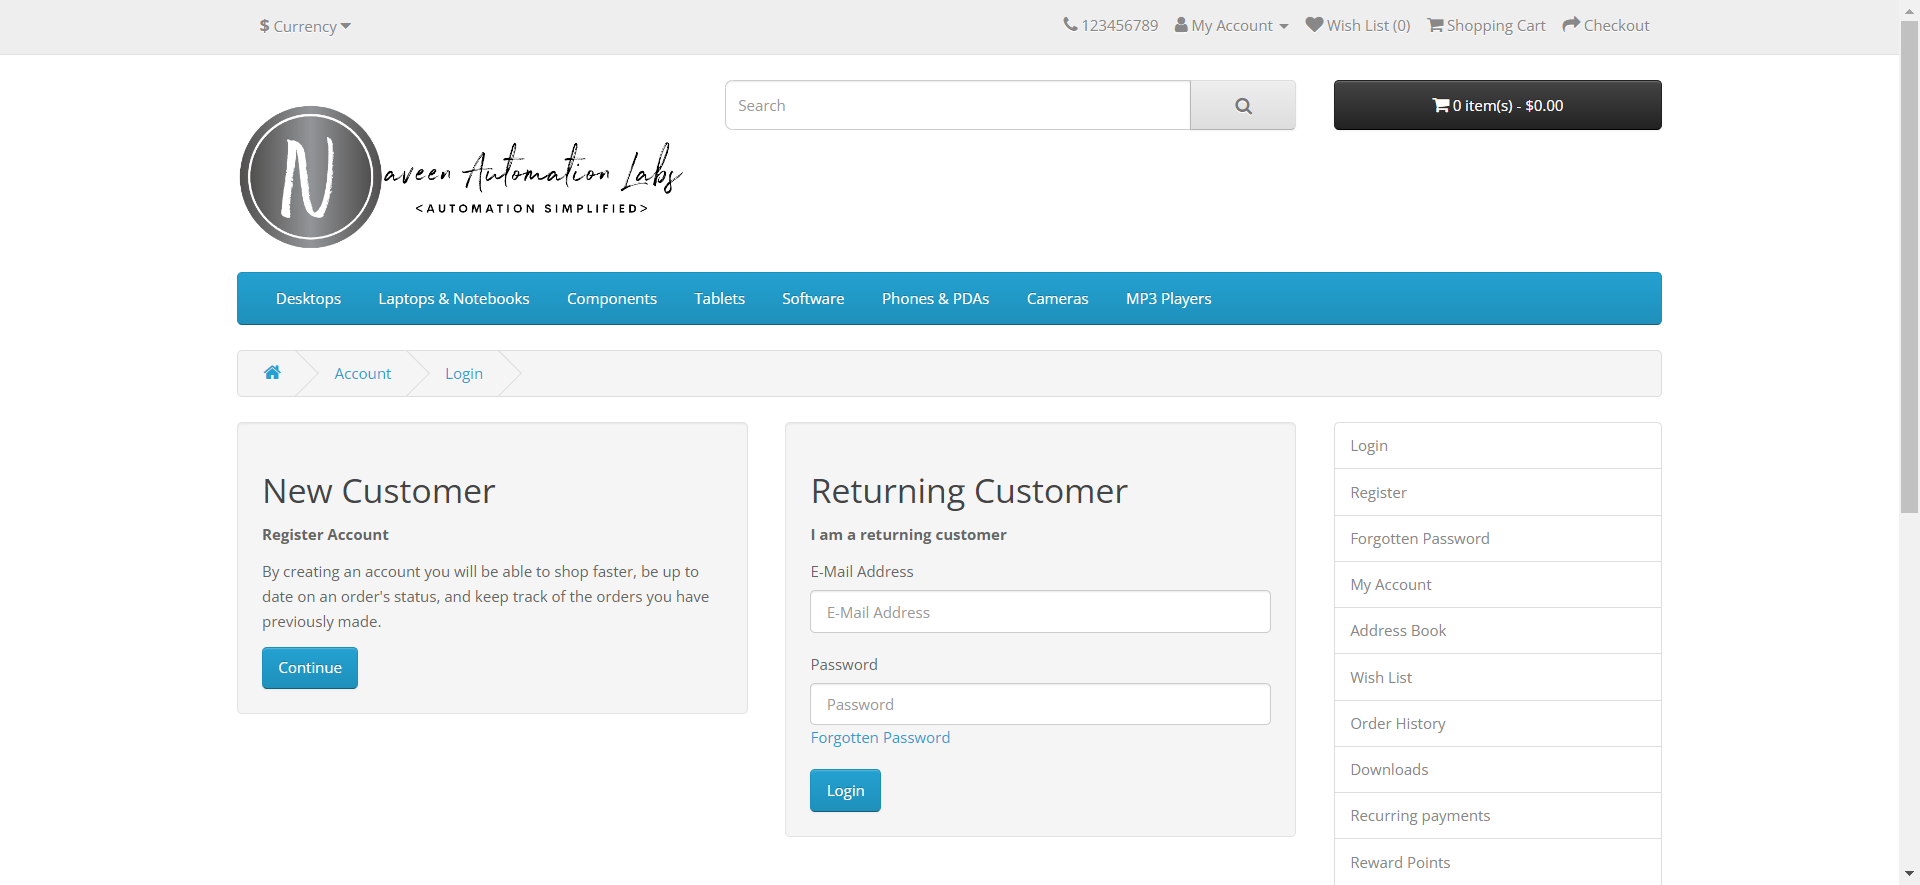 $ Currency
123456789 My Account Wish List (0) Shopping Cart Checkout
Search
0 item(s) - $0.00
N
aveen Automation Labs
<AUTOMATION SIMPLIFIED>
Desktops Laptops & Notebooks Components Tablets Software Phones & PDAs Cameras MP3 Players
Account Login
New Customer
Register Account
By creating an account you will be able to shop faster, be up to
date on an order's status, and keep track of the orders you have
previously made.
Continue
Returning Customer
I am a returning customer
E-Mail Address
E-Mail Address
Password
Password
Forgotten Password
Login
Login
Register
Forgotten Password
My Account
Address Book
Wish List
Order History
Downloads
Recurring payments
Reward Points